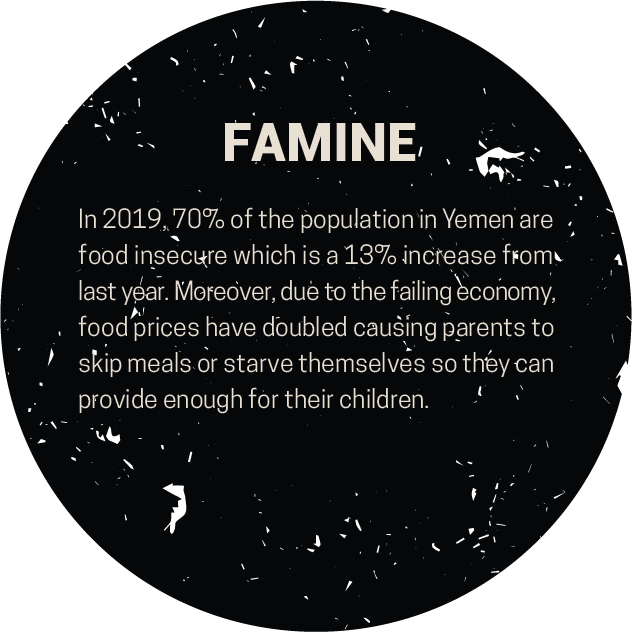 FAMINE
In 2019, 70% of the population in Yemen are
food insecure which is a 13% increase from
last year. Moreover, due to the failing economy,
food prices have doubled causing parents to
skip meals or starve themselves so they can
provide enough for their children.